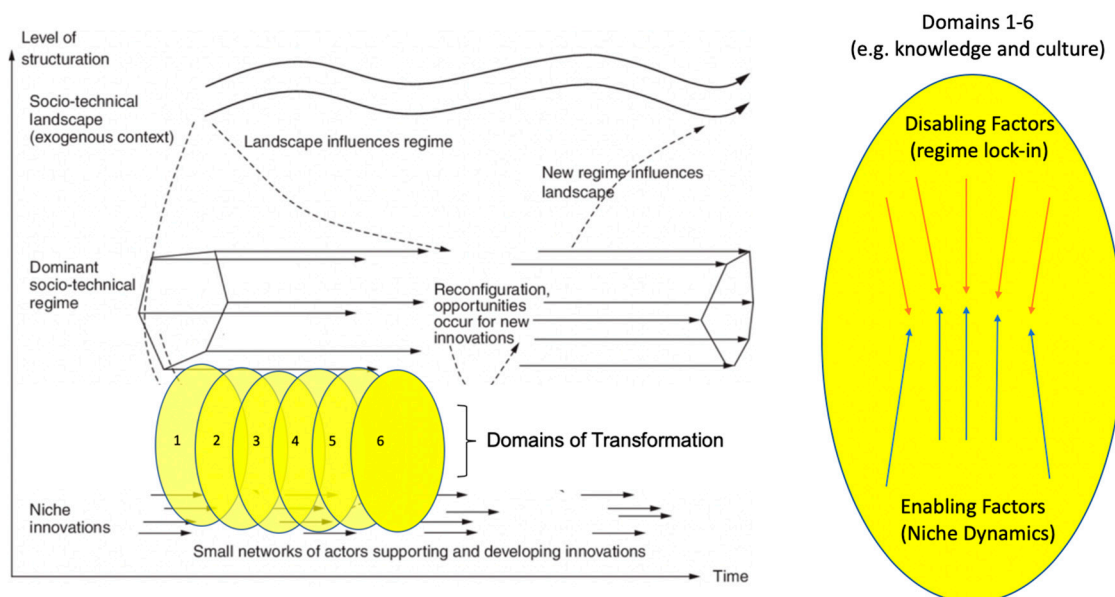 Level of
structuration
Socio-technical
landscape
(exogenous context)
Landscape influences regime
New regime influences
landscape
Dominant
socio-technical
regime
Reconfiguration,
opportunities
occur for new
innovations
1 2 3 4 5 6
Domains of Transformation
Niche
innovations
Small networks of actors supporting and developing innovations
Time
Domains 1-6
(e.g. knowledge and culture)
Disabling Factors
(regime lock-in)
Enabling Factors
(Niche Dynamics)